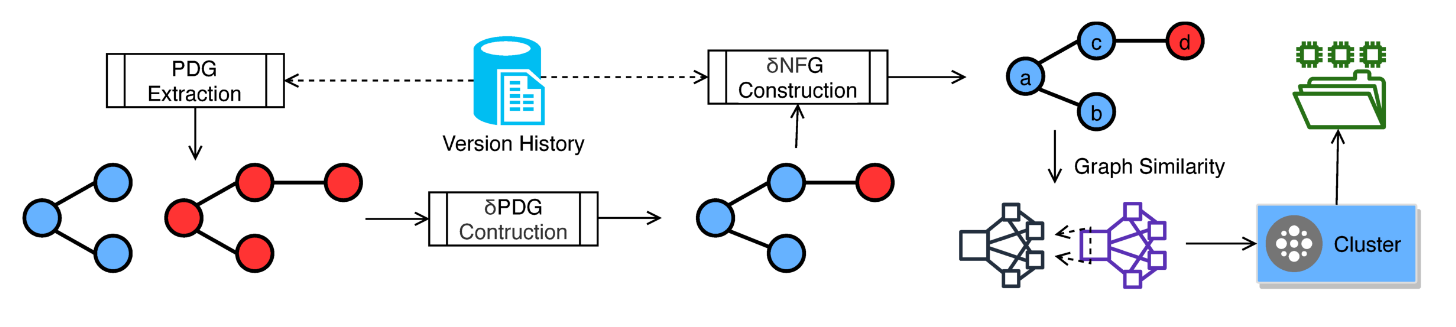 PDG
Extraction
Version History
δNFG
Construction
δPDG
Contruction
c
d
a
b
Graph Similarity
Cluster